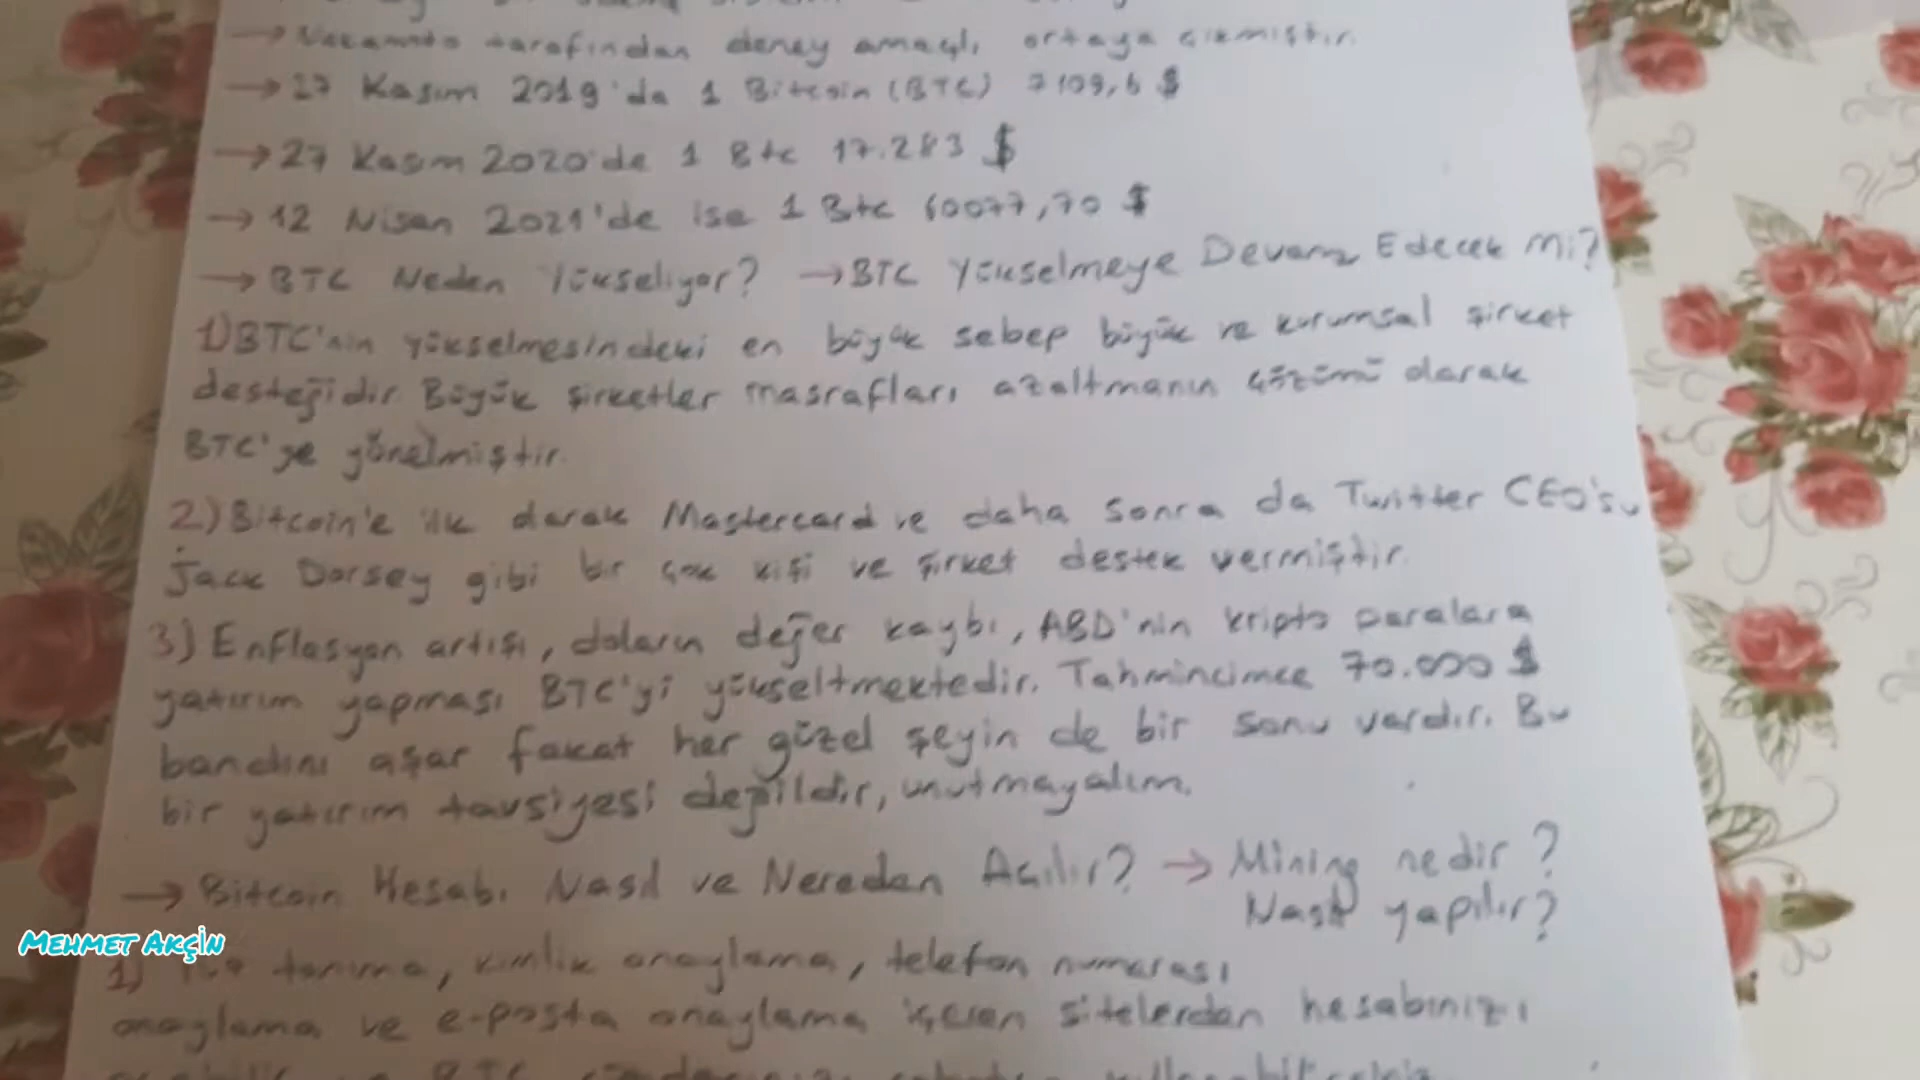 tarafından deney amaçlı ortaya çıkmıştır.
→ 27 Kasım 2019'da 1 Bitcoin (BTC) 7109,6 $
→ 27 Kasım 2020'de 1 Btc 17.283 $
→ 12 Nisan 2021'de ise 1 Btc 60077,70 $
→ BTC Neden Yükseliyor? → BTC Yükselmeye Devam Edecek Mi?
1) BTC'nin yükselmesindeki en büyük sebep büyük ve kurumsal şirket
desteğidir. Büyük şirketler masrafları azaltmanın çözümü olarak
BTC'ye yönelmiştir.
2) Bitcoin'e ilk olarak Mastercard ve daha sonra da Twitter CEO'su
Jack Dorsey gibi bir çok kişi ve şirket destek vermiştir.
3) Enflasyon artışı, doların değer kaybı, ABD'nin kripto paralara
yatırım yapması BTC'yi yükseltmektedir. Tahmincimce 70.000 $
bandını aşar fakat her güzel şeyin de bir sonu vardır. Bu
bir yatırım tavsiyesi değildir, unutmayalım.
→ Bitcoin Hesabı Nasıl ve Nereden Açılır? → Mining nedir?
Nasıl yapılır?
MEHMET AKÇİN
1) tanıma, kimlik onaylama, telefon numarası
onaylama ve e-posta onaylama içeren sitelerden hesabınızı